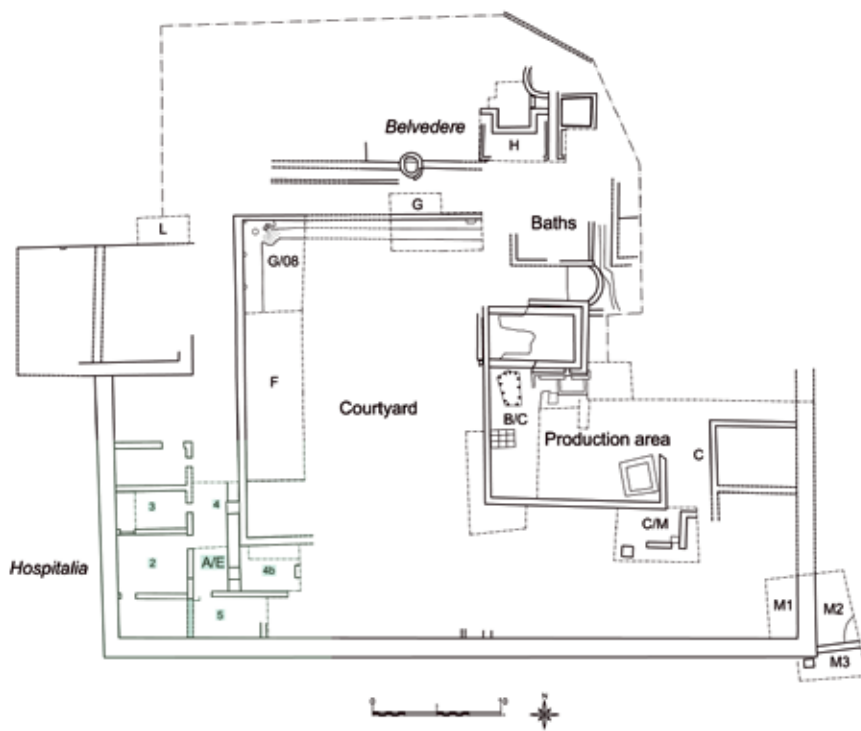 Belvedere
H
G
L
Baths
G/08
F
Courtyard
B/C
Production area
C
3
4
C/M
Hospitalia
2
A/E
4b
5
M1
M2
M3
0
10
N